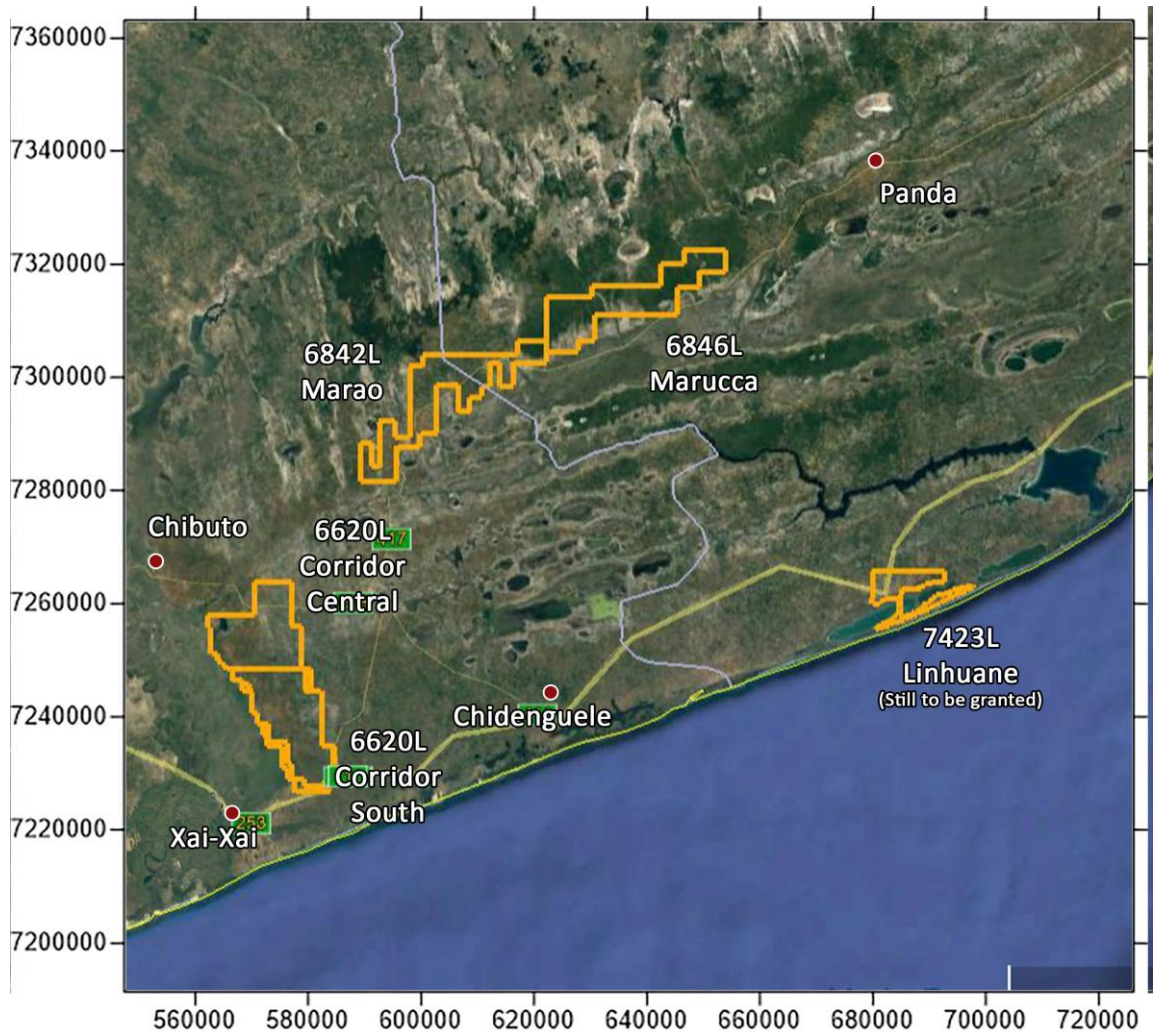 7360000
7340000
Panda
7320000
6842L
Marao
6846L
Marucca
7300000
7280000
Chibuto
6620L
Corridor
Central
7260000
7423L
Linhuane
(Still to be granted)
7240000
Chidenguele
6620L
Corridor
South
7220000
Xai-Xai
253
7200000
560000 580000 600000 620000 640000 660000 680000 700000 720000